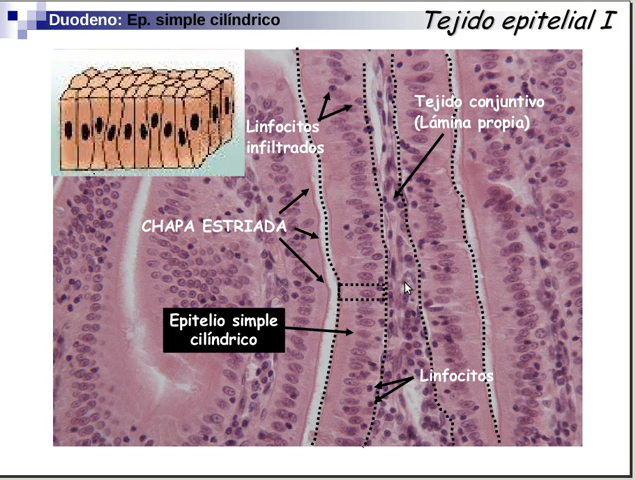 Duodeno: Ep. simple cilíndrico
Tejido epitelial I
Linfocitos
infiltrados
Tejido conjuntivo
(Lámina propia)
CHAPA ESTRIADA
Epitelio simple
cilíndrico
Linfocitos